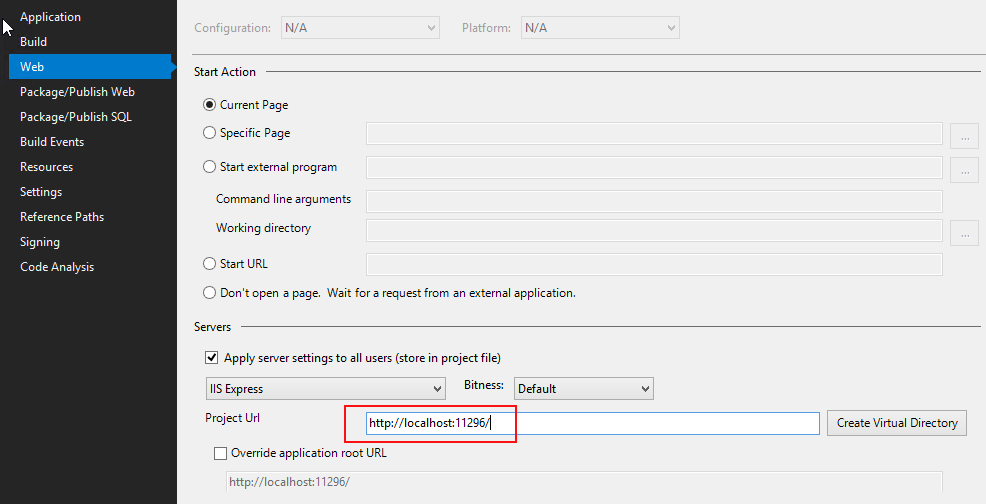 Application
Build
Web
Package/Publish Web
Package/Publish SQL
Build Events
Resources
Settings
Reference Paths
Signing
Code Analysis
Configuration: N/A Platform: N/A
Start Action
Current Page
Specific Page ...
Start external program ...
Command line arguments
Working directory ...
Start URL
Don't open a page. Wait for a request from an external application.
Servers
Apply server settings to all users (store in project file)
IIS Express Bitness: Default
Project Url http://localhost:11296/ Create Virtual Directory
Override application root URL
http://localhost:11296/